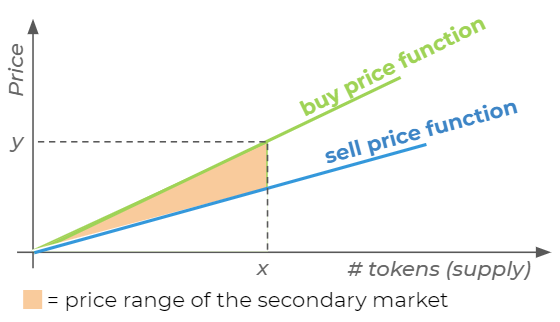 buy price function
Price
sell price function
y
x
# tokens (supply)
= price range of the secondary market